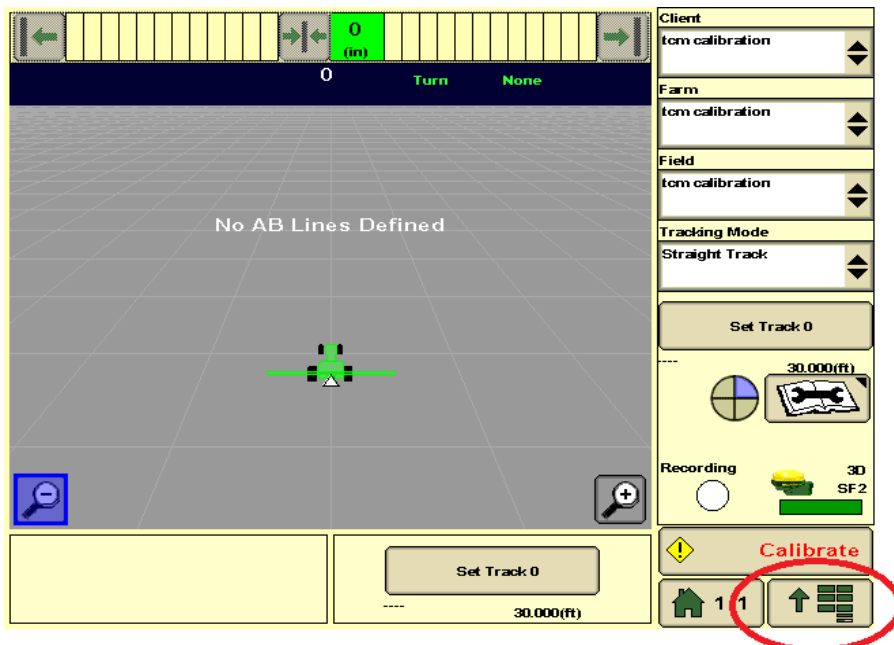 0
(in)
0
Turn
None
No AB Lines Defined
Client
tcm calibration
Farm
tcm calibration
Field
tcm calibration
Tracking Mode
Straight Track
Set Track 0
----
30.000(ft)
Recording
3D
SF2
Set Track 0
----
30.000(ft)
Calibrate
1/1